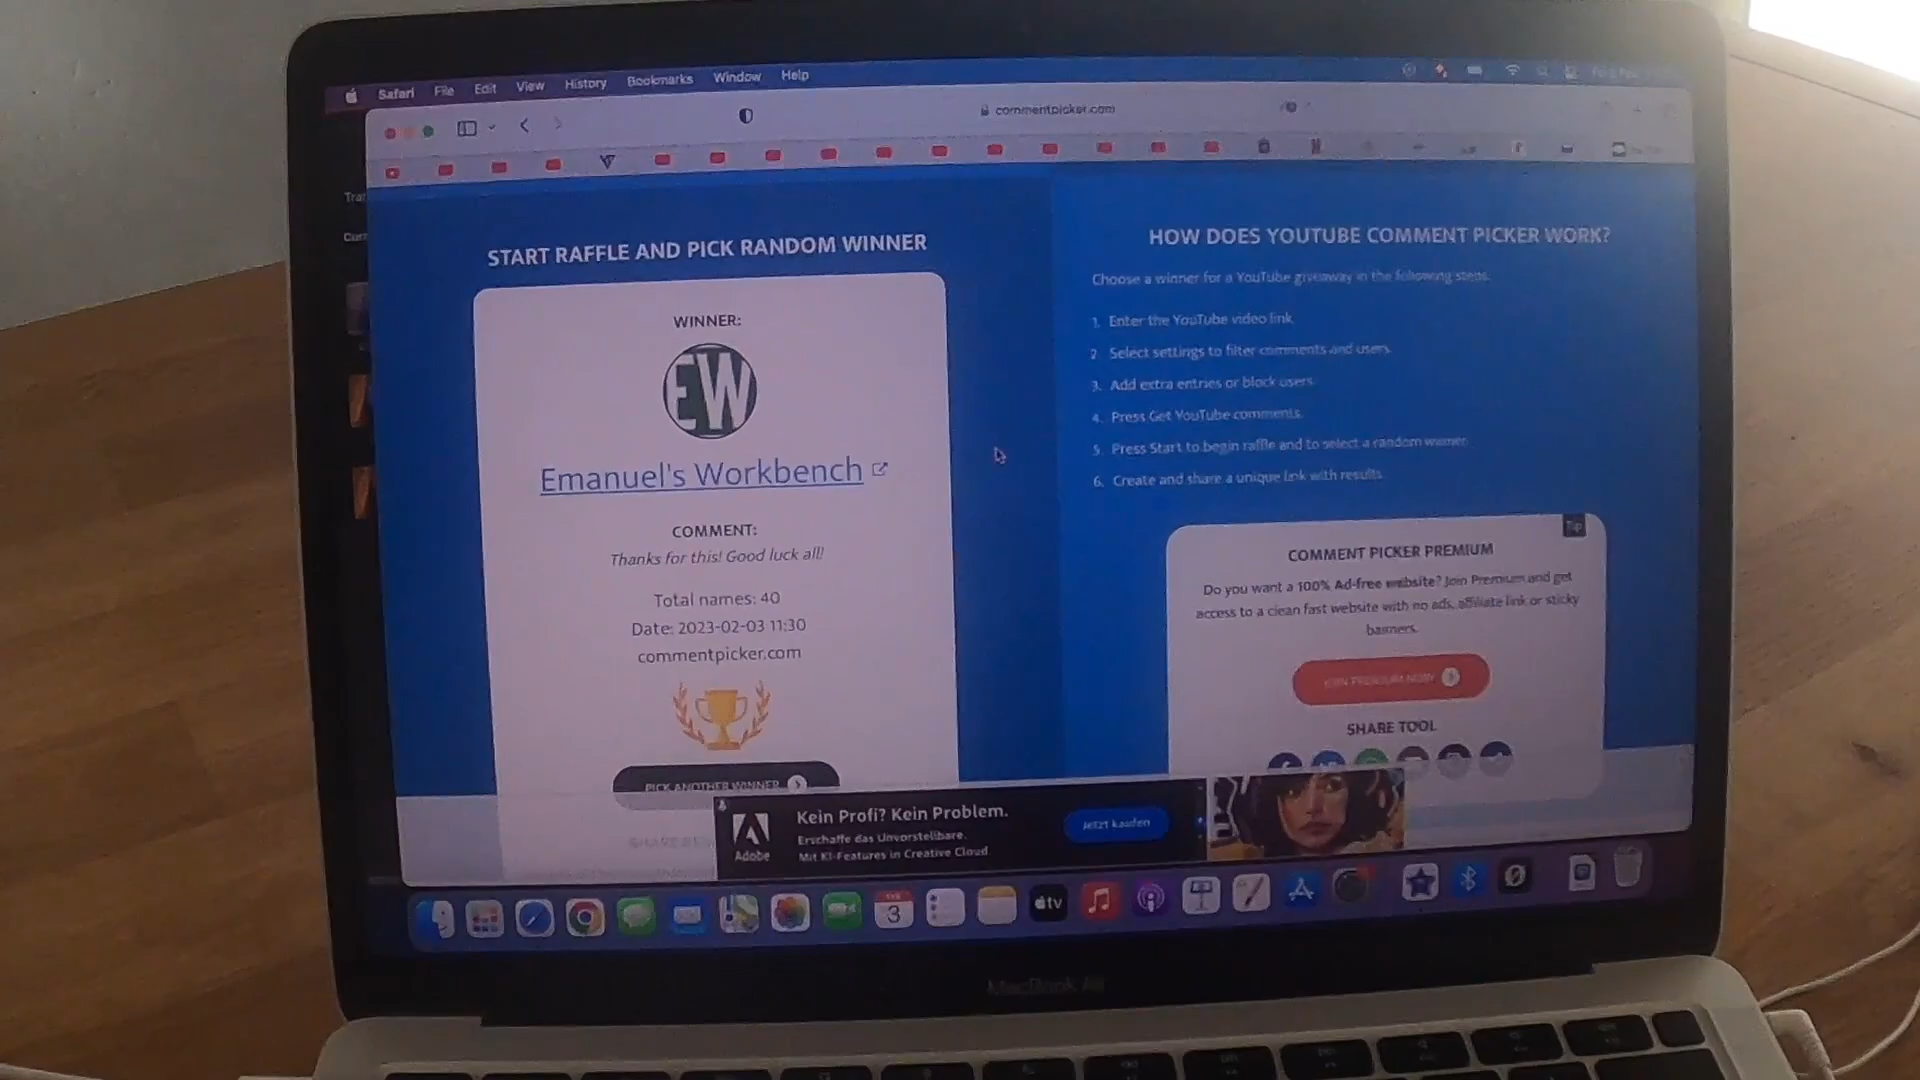 Safari File Edit View History Bookmarks Window Help
commentpicker.com
START RAFFLE AND PICK RANDOM WINNER
WINNER:
EW
Emanuel's Workbench
COMMENT:
Thanks for this! Good luck all!
Total names: 40
Date: 2023-02-03 11:30
commentpicker.com
PICK ANOTHER WINNER
HOW DOES YOUTUBE COMMENT PICKER WORK?
Choose a winner for a YouTube giveaway in the following steps.
1. Enter the YouTube video link.
2. Select settings to filter comments and users.
3. Add extra entries or block users.
4. Press Get YouTube comments.
5. Press Start to begin raffle and to select a random winner.
6. Create and share a unique link with results.
Tip
COMMENT PICKER PREMIUM
Do you want a 100% Ad-free website? Join Premium and get
access to a clean fast website with no ads, affiliate link or sticky
banners.
JOIN PREMIUM NOW
SHARE TOOL
Adobe
Kein Profi? Kein Problem.
Erschaffe das Unvorstellbare.
Mit KI-Features in Creative Cloud
Jetzt kaufen
3
tv
MacBook Air